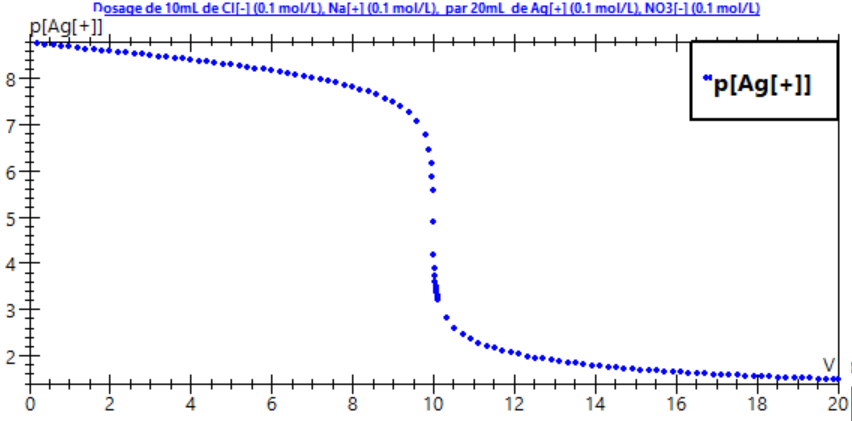 Dosage de 10mL de Cl[-] (0.1 mol/L), Na[+] (0.1 mol/L), par 20mL de Ag[+] (0.1 mol/L), NO3[-] (0.1 mol/L)
p[Ag[+]]
p[Ag[+]]
8
7
6
5
4
3
2
V
0 2 4 6 8 10 12 14 16 18 20